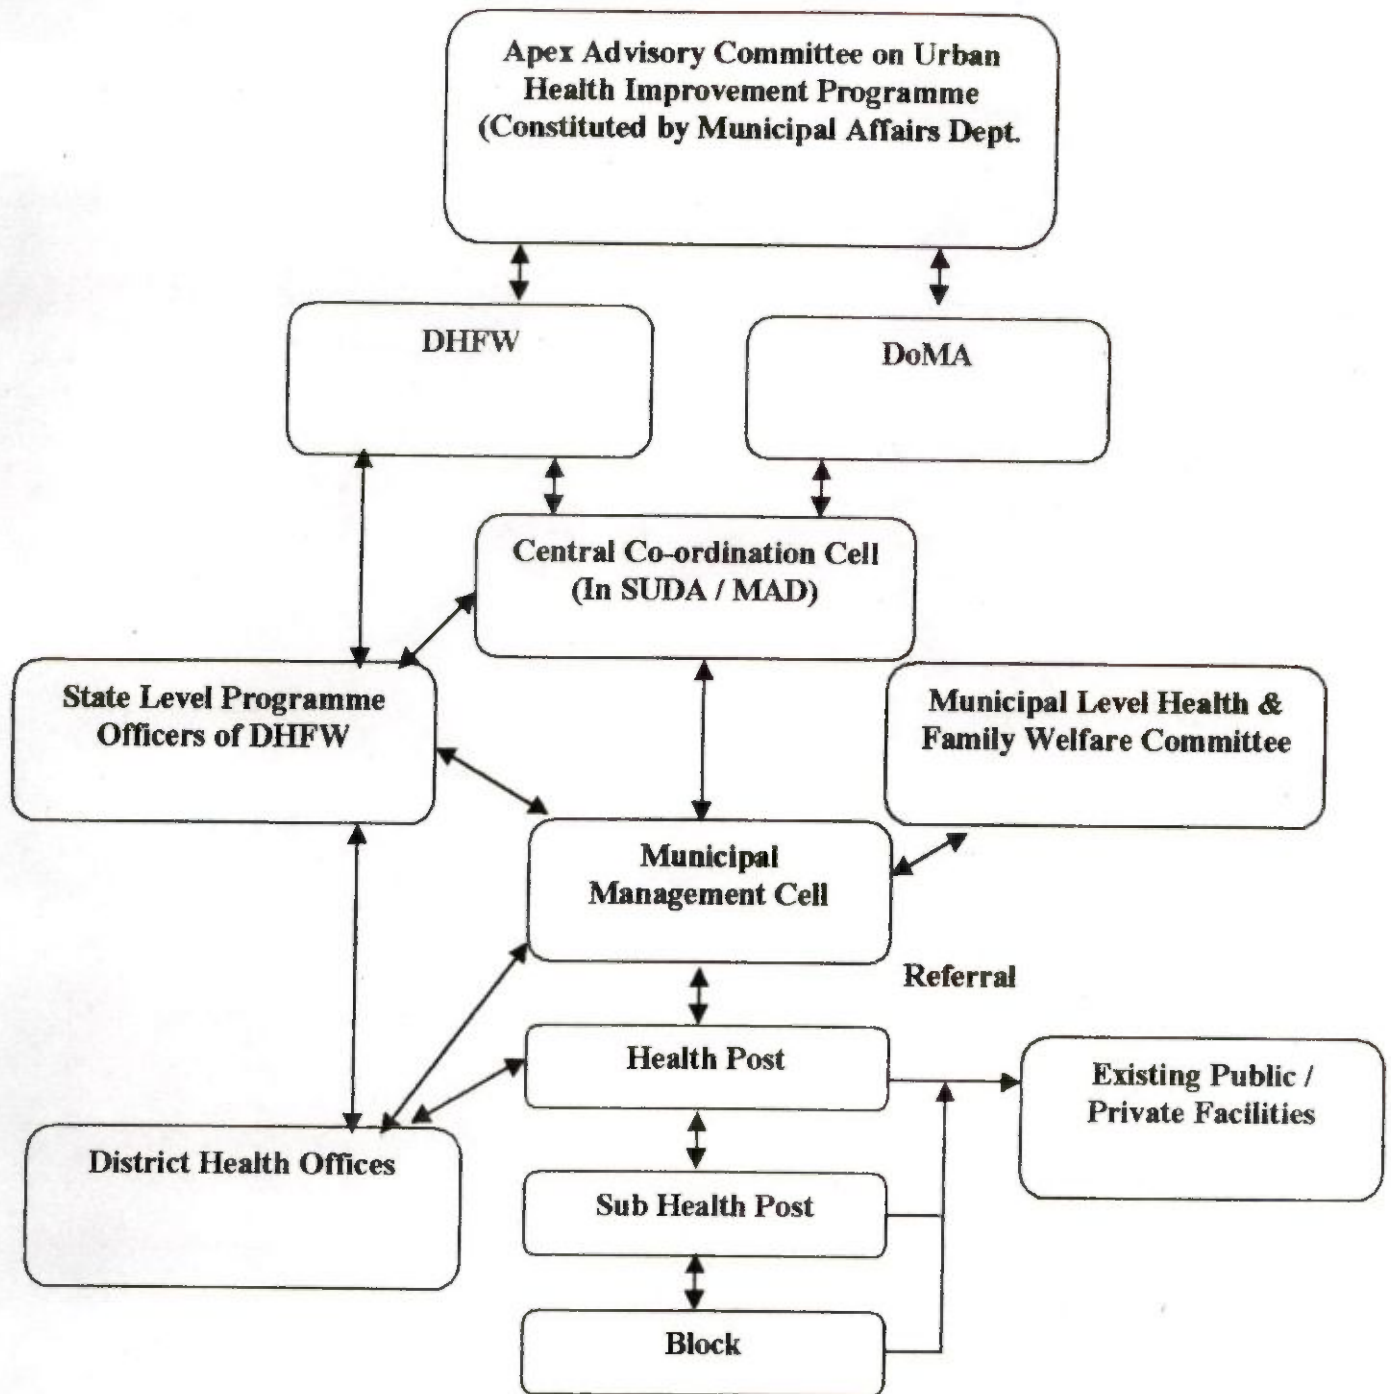 Apex Advisory Committee on Urban
Health Improvement Programme
(Constituted by Municipal Affairs Dept.
DHFW
DoMA
Central Co-ordination Cell
(In SUDA / MAD)
State Level Programme
Officers of DHFW
Municipal Level Health &
Family Welfare Committee
Municipal
Management Cell
Referral
Health Post
Existing Public /
Private Facilities
District Health Offices
Sub Health Post
Block